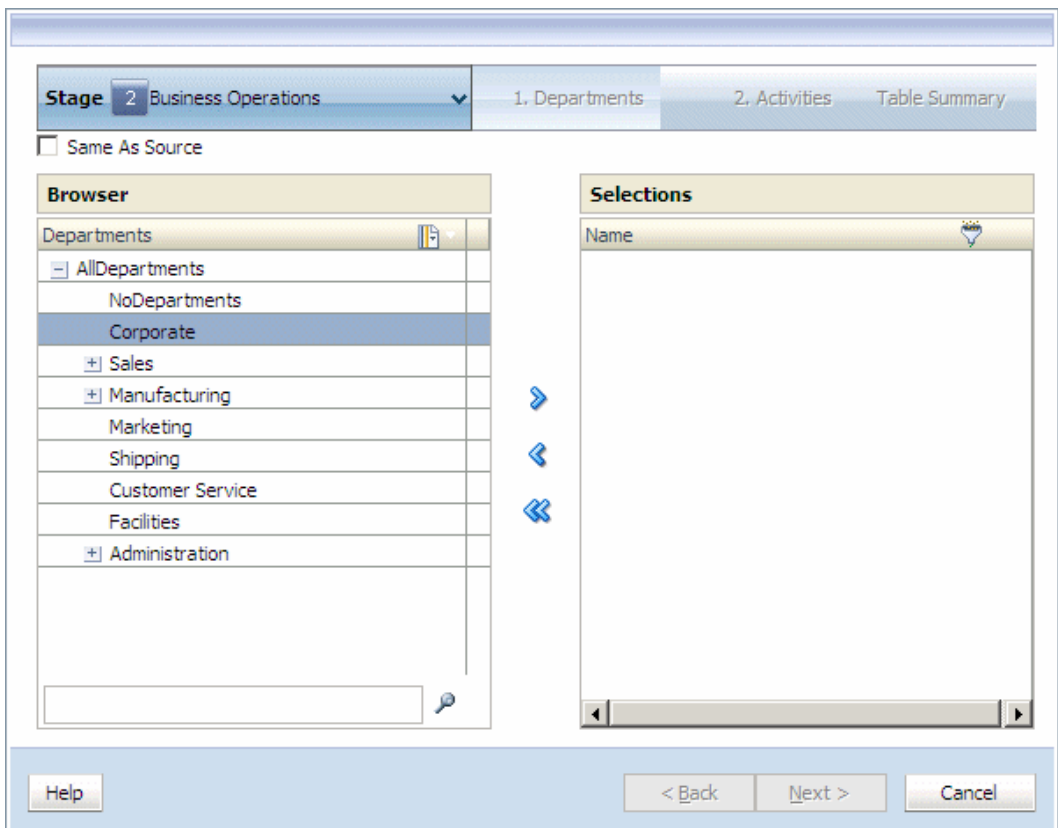 Stage 2 Business Operations 1. Departments 2. Activities Table Summary
Same As Source
Browser
Departments
AllDepartments
NoDepartments
Corporate
Sales
Manufacturing
Marketing
Shipping
Customer Service
Facilities
Administration
Selections
Name
Help < Back Next > Cancel